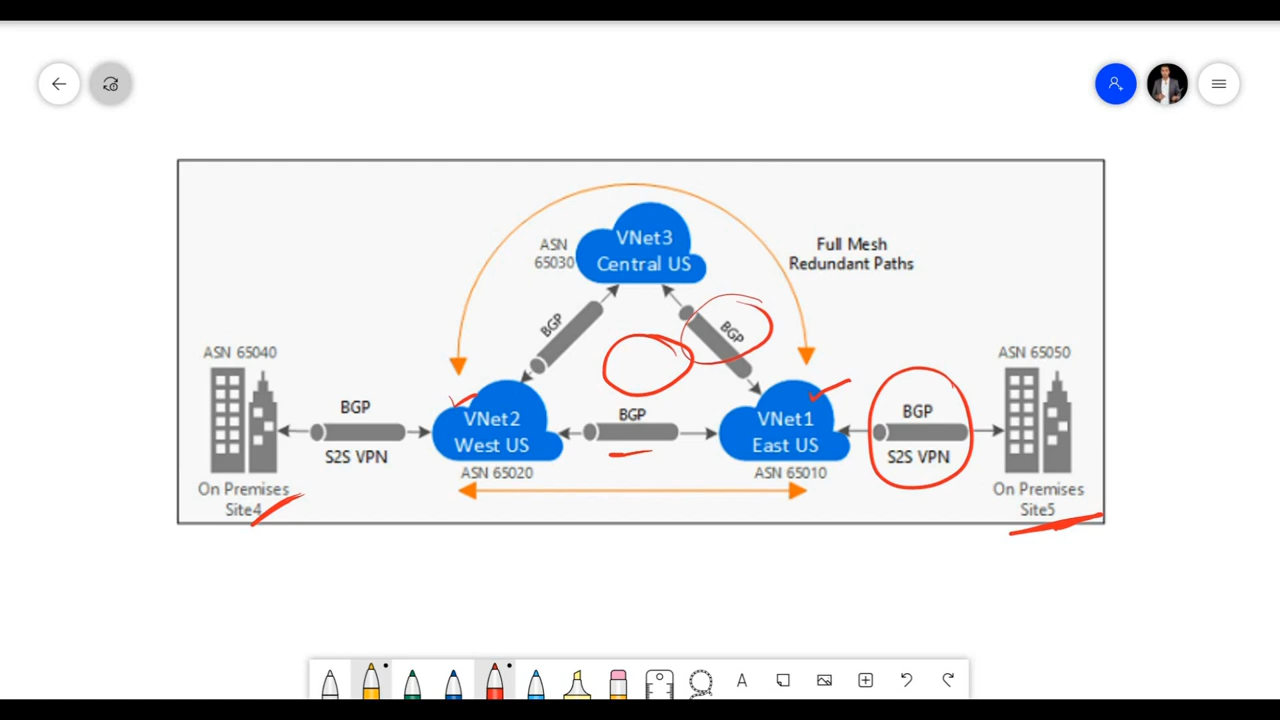 VNet3
Central US
ASN
65030
Full Mesh
Redundant Paths
BGP
BGP
ASN 65040
BGP
S2S VPN
On Premises
Site4
VNet2
West US
ASN 65020
BGP
VNet1
East US
ASN 65010
BGP
S2S VPN
ASN 65050
On Premises
Site5
A